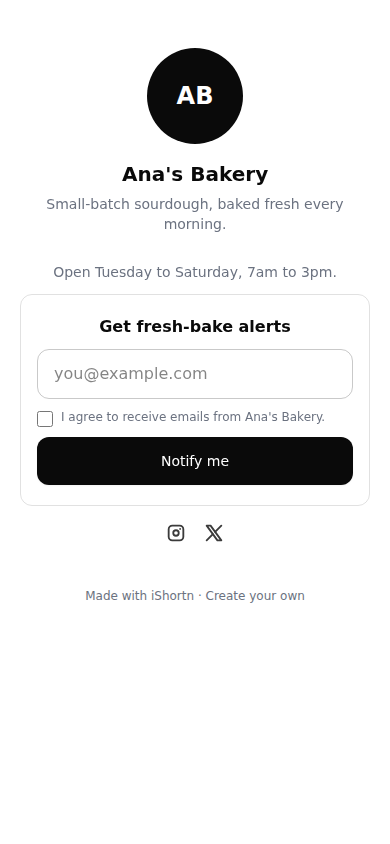 AB
Ana's Bakery
Small-batch sourdough, baked fresh every
morning.
Open Tuesday to Saturday, 7am to 3pm.
Get fresh-bake alerts
you@example.com
I agree to receive emails from Ana's Bakery.
Notify me
Made with iShortn · Create your own